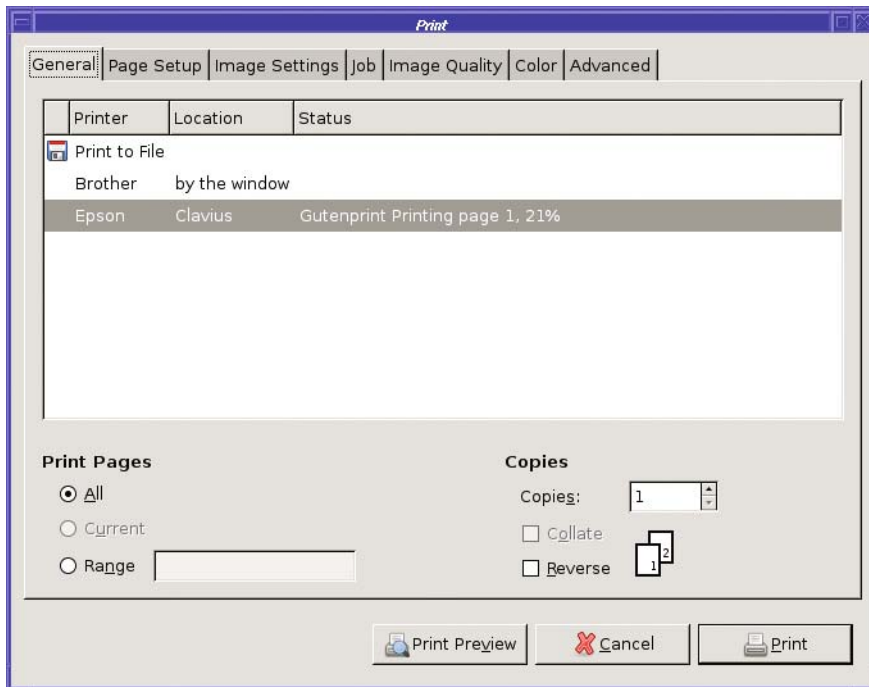 Print
General Page Setup Image Settings Job Image Quality Color Advanced
Printer Location Status
Print to File
Brother by the window
Epson Clavius Gutenprint Printing page 1, 21%
Print Pages
All
Current
Range
Copies
Copies: 1
Collate
Reverse
1 2
Print Preview Cancel Print